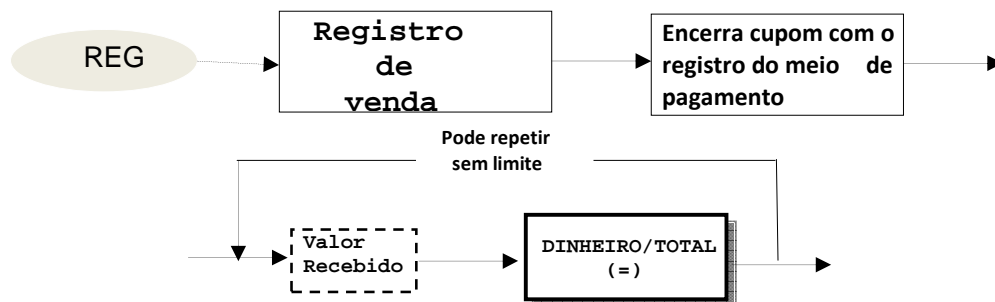 REG
Registro
de
venda
Encerra cupom com o
registro do meio de
pagamento
Pode repetir
sem limite
Valor
Recebido
DINHEIRO/TOTAL
(=)